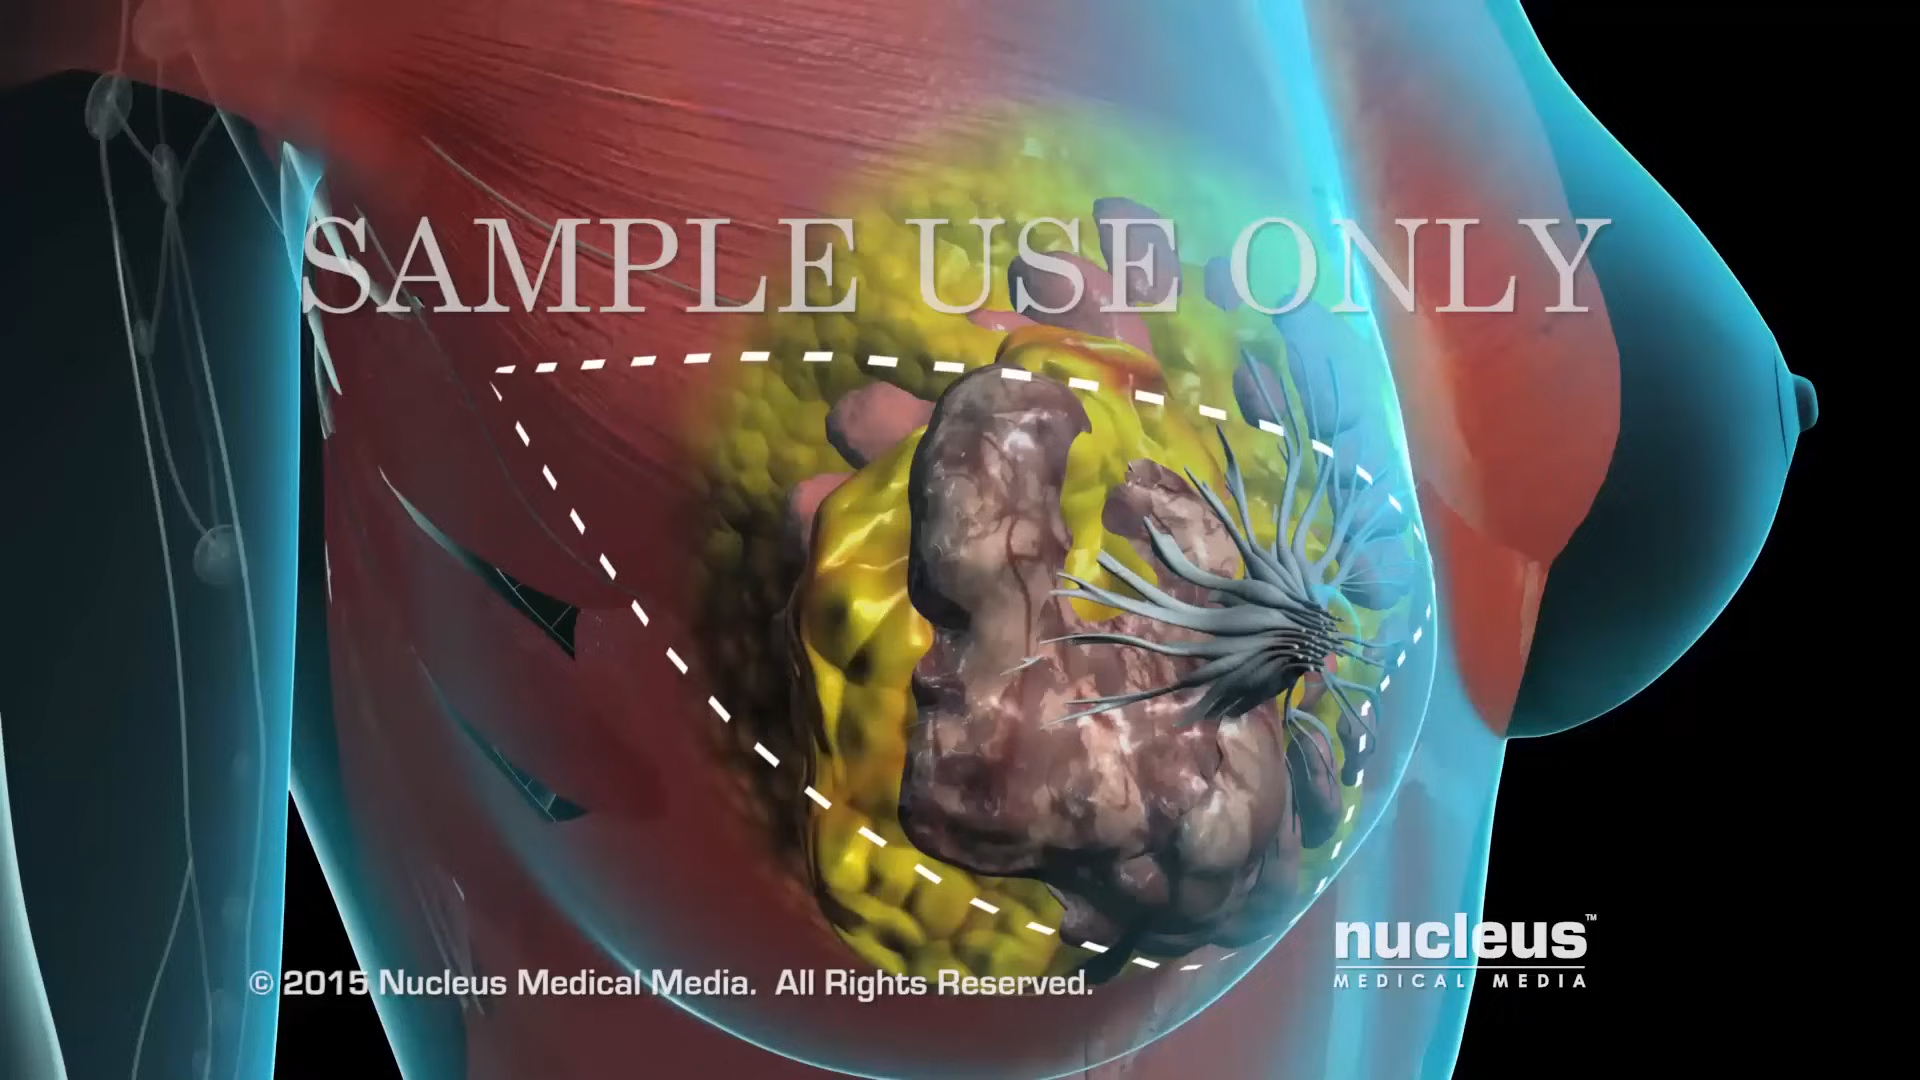 SAMPLE USE ONLY
nucleus™
MEDICAL MEDIA
© 2015 Nucleus Medical Media. All Rights Reserved.